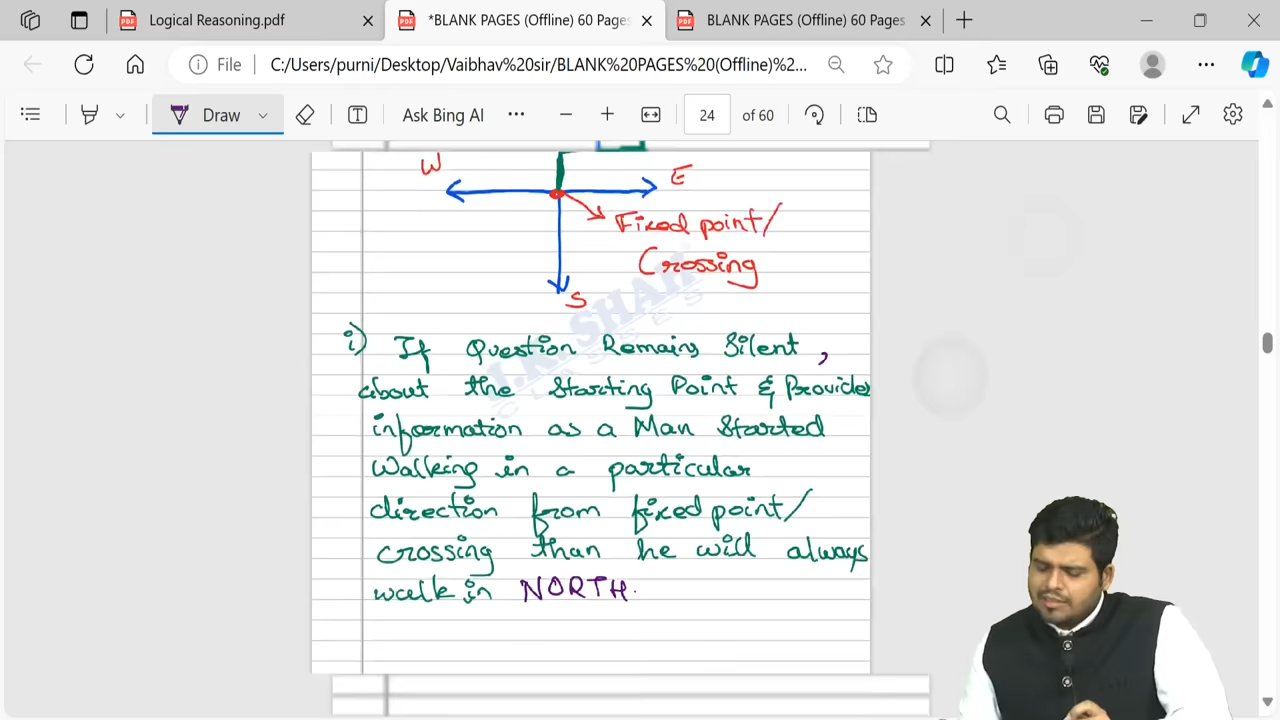 Logical Reasoning.pdf
*BLANK PAGES (Offline) 60 Pages
BLANK PAGES (Offline) 60 Pages
File
C:/Users/purni/Desktop/Vaibhav%20sir/BLANK%20PAGES%20(Offline)%2...
Draw
Ask Bing AI
24
of 60
W
E
Fixed point/
Crossing
S
J.K. SHAH
CLASSES
i) If Question Remains Silent,
about the Starting Point & Provides
information as a Man Started
Walking in a particular
direction from fixed point/
crossing than he will always
walk in NORTH.